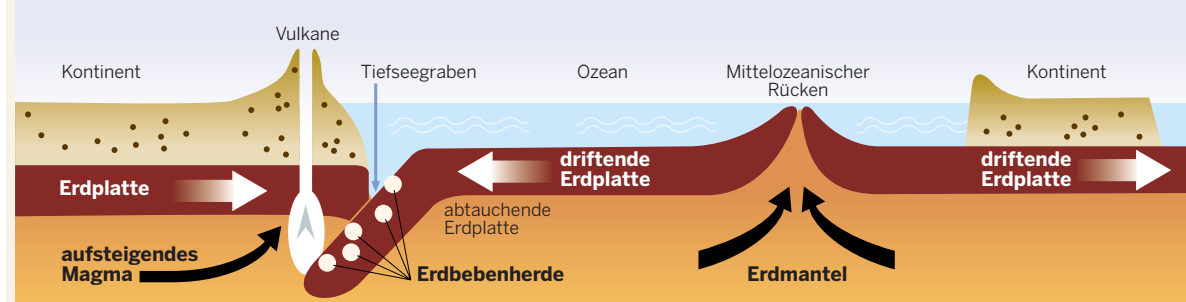 Vulkane
Kontinent
Tiefseegraben
Ozean
Mittelozeanischer
Rücken
Kontinent
Erdplatte
driftende
Erdplatte
driftende
Erdplatte
abtauchende
Erdplatte
aufsteigendes
Magma
Erdbebenherde
Erdmantel